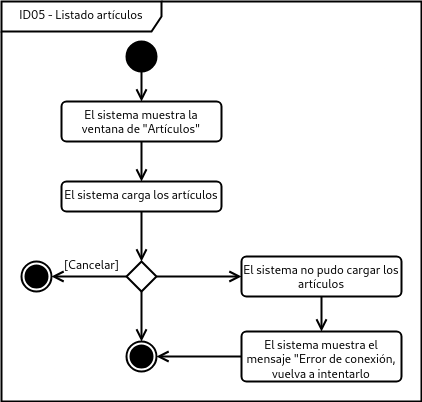 ID05 - Listado artículos
El sistema muestra la
ventana de "Artículos"
El sistema carga los artículos
[Cancelar]
El sistema no pudo cargar los
artículos
El sistema muestra el
mensaje "Error de conexión,
vuelva a intentarlo